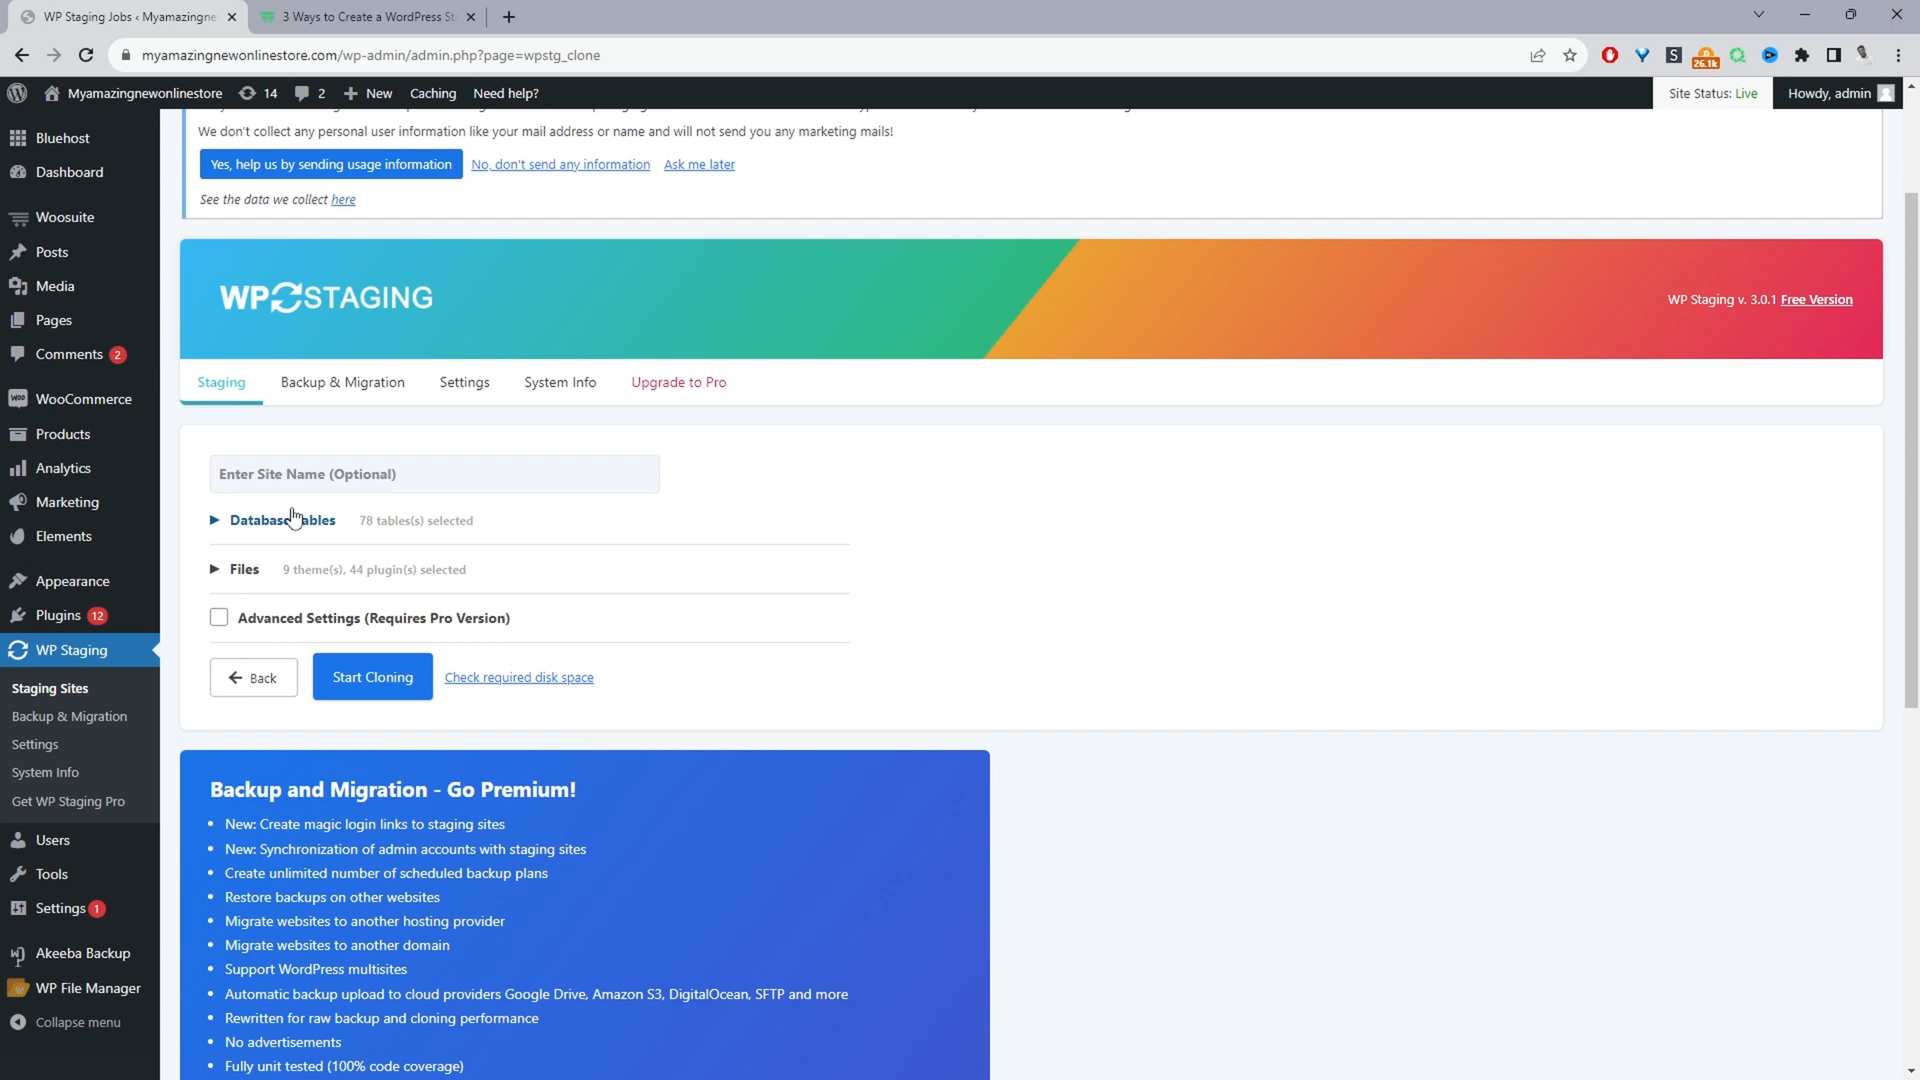 WP Staging Jobs ‹ Myamazingne
3 Ways to Create a WordPress St
myamazingnewonlinestore.com/wp-admin/admin.php?page=wpstg_clone
26.1k
Myamazingnewonlinestore
14
2
New
Caching
Need help?
Site Status: Live
Howdy, admin
We don't collect any personal user information like your mail address or name and will not send you any marketing mails!
Yes, help us by sending usage information
No, don't send any information
Ask me later
See the data we collect here
Bluehost
Dashboard
Woosuite
Posts
Media
Pages
Comments 2
WooCommerce
Products
Analytics
Marketing
Elements
Appearance
Plugins 12
WP Staging
Staging Sites
Backup & Migration
Settings
System Info
Get WP Staging Pro
Users
Tools
Settings 1
Akeeba Backup
WP File Manager
Collapse menu
WP STAGING
WP Staging v. 3.0.1 Free Version
Staging
Backup & Migration
Settings
System Info
Upgrade to Pro
Enter Site Name (Optional)
Database Tables
78 tables(s) selected
Files
9 theme(s), 44 plugin(s) selected
Advanced Settings (Requires Pro Version)
Back
Start Cloning
Check required disk space
Backup and Migration - Go Premium!
• New: Create magic login links to staging sites
• New: Synchronization of admin accounts with staging sites
• Create unlimited number of scheduled backup plans
• Restore backups on other websites
• Migrate websites to another hosting provider
• Migrate websites to another domain
• Support WordPress multisites
• Automatic backup upload to cloud providers Google Drive, Amazon S3, DigitalOcean, SFTP and more
• Rewritten for raw backup and cloning performance
• No advertisements
• Fully unit tested (100% code coverage)